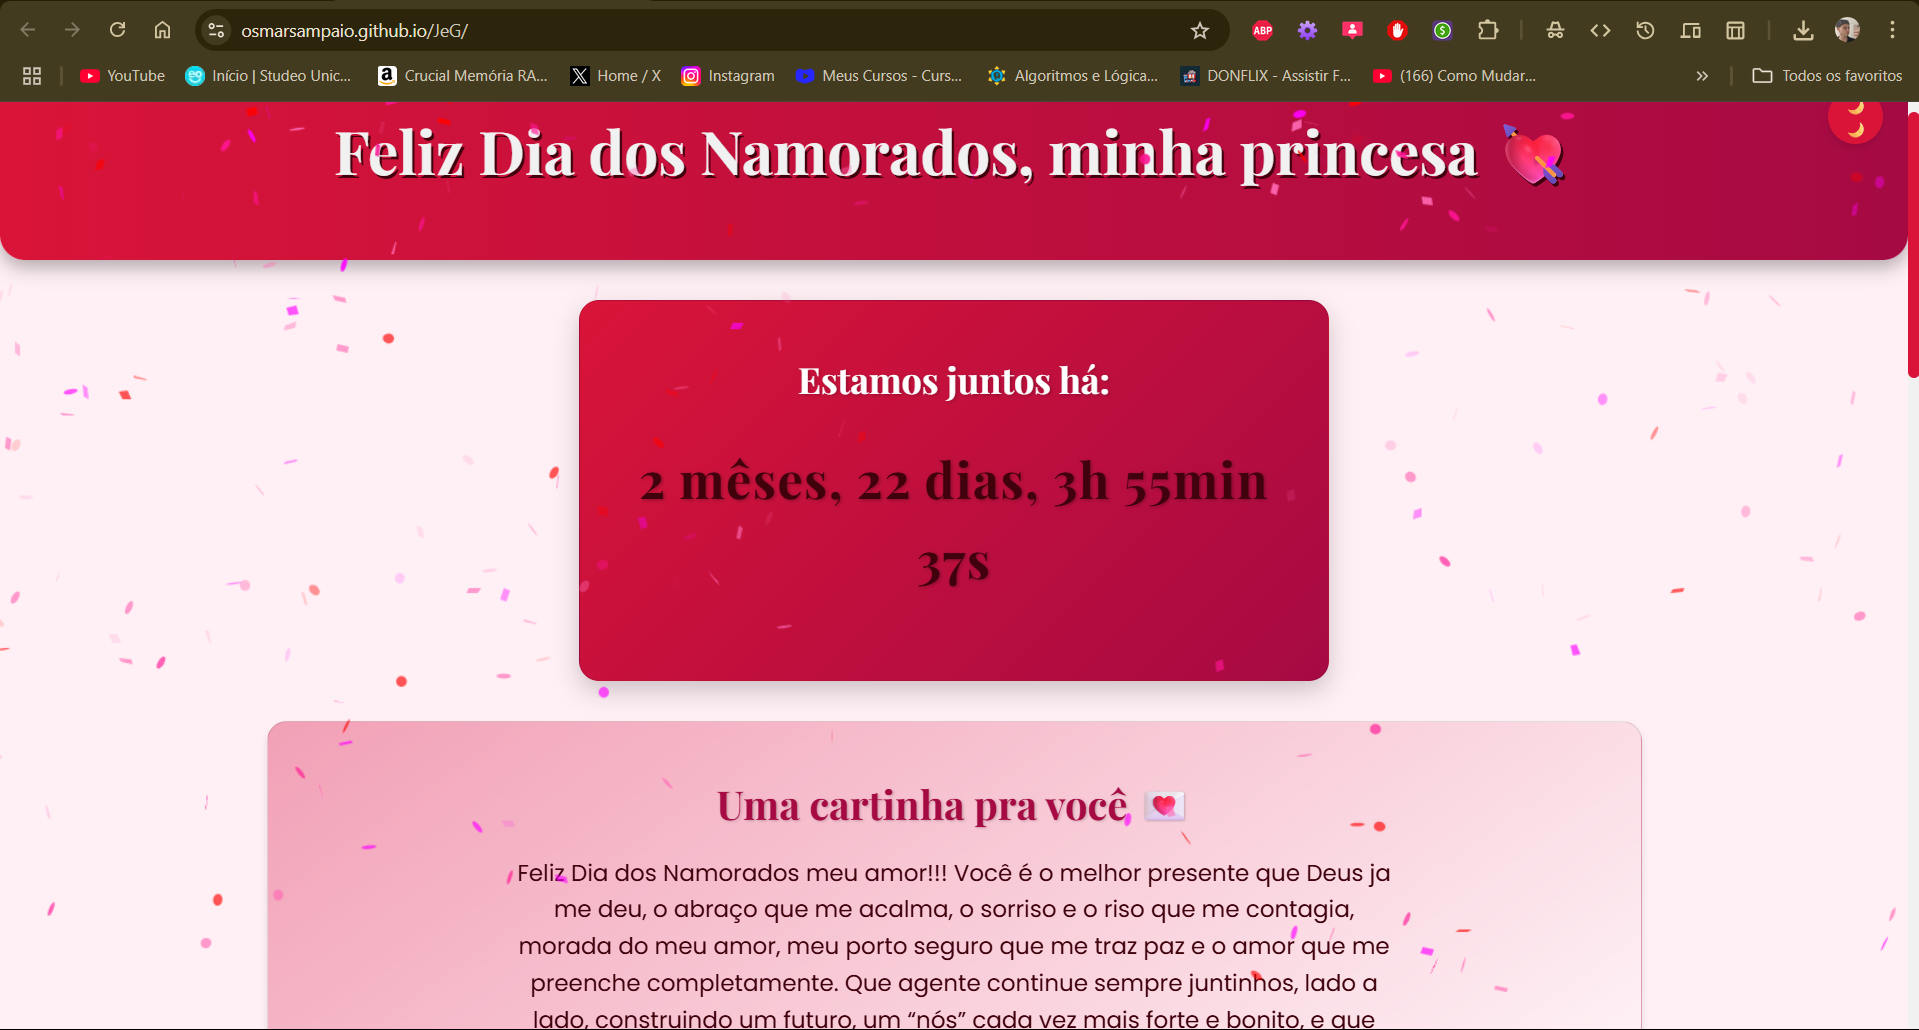 osmarsampaio.github.io/JeG/
ABP
YouTube
Início | Studeo Unic...
Crucial Memória RA...
Home / X
Instagram
Meus Cursos - Curs...
Algoritmos e Lógica...
DONFLIX - Assistir F...
(166) Como Mudar...
Todos os favoritos
Feliz Dia dos Namorados, minha princesa
Estamos juntos há:
2 mêses, 22 dias, 3h 55min
37s
Uma cartinha pra você
Feliz Dia dos Namorados meu amor!!! Você é o melhor presente que Deus ja
me deu, o abraço que me acalma, o sorriso e o riso que me contagia,
morada do meu amor, meu porto seguro que me traz paz e o amor que me
preenche completamente. Que agente continue sempre juntinhos, lado a
lado, construindo um futuro, um “nós” cada vez mais forte e bonito, e que